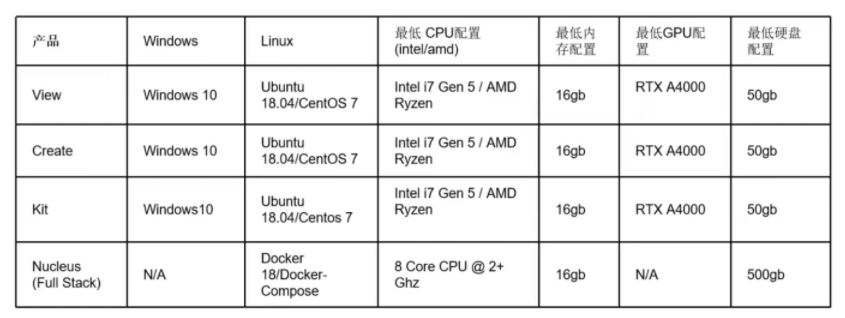 产品 Windows Linux 最低 CPU配置 (intel/amd) 最低内存配置 最低GPU配置 最低硬盘配置
View Windows 10 Ubuntu 18.04/CentOS 7 Intel i7 Gen 5 / AMD Ryzen 16gb RTX A4000 50gb
Create Windows 10 Ubuntu 18.04/CentOS 7 Intel i7 Gen 5 / AMD Ryzen 16gb RTX A4000 50gb
Kit Windows10 Ubuntu 18.04/Centos 7 Intel i7 Gen 5 / AMD Ryzen 16gb RTX A4000 50gb
Nucleus (Full Stack) N/A Docker 18/Docker-Compose 8 Core CPU @ 2+ Ghz 16gb N/A 500gb